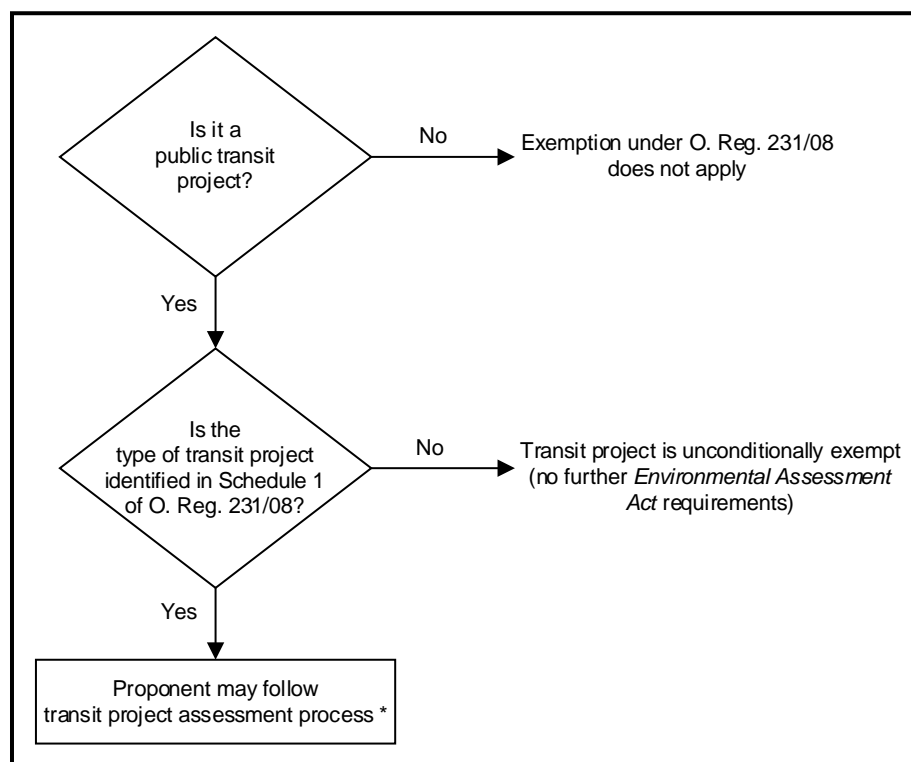 Is it a
public transit
project?
No
Exemption under O. Reg. 231/08
does not apply
Yes
Is the
type of transit project
identified in Schedule 1
of O. Reg. 231/08?
No
Transit project is unconditionally exempt
(no further Environmental Assessment
Act requirements)
Yes
Proponent may follow
transit project assessment process *